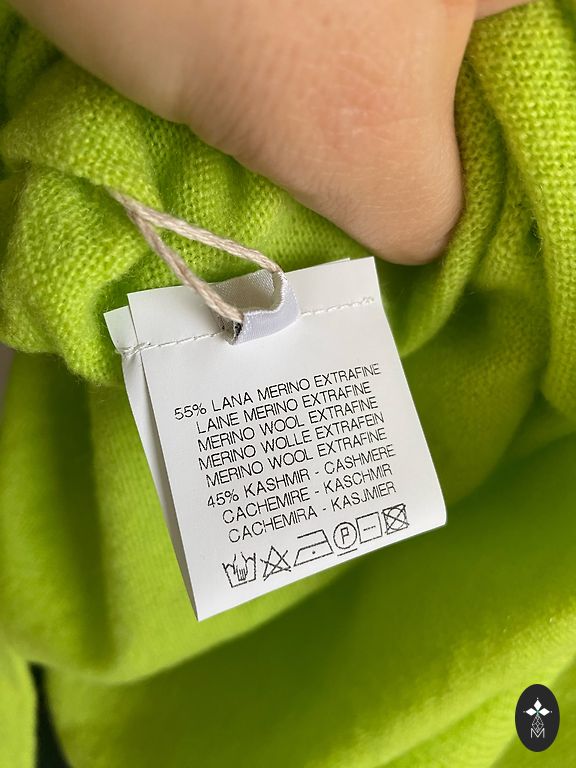 55% LANA MERINO EXTRAFINE
LAINE MERINO EXTRAFINE
MERINO WOOL EXTRAFINE
MERINO WOLLE EXTRAFEIN
MERINO WOOL EXTRAFINE
45% KASHMIR - CASHMERE
CACHEMIRE - KASCHMIR
CACHEMIRA - KASJMIER
P
M